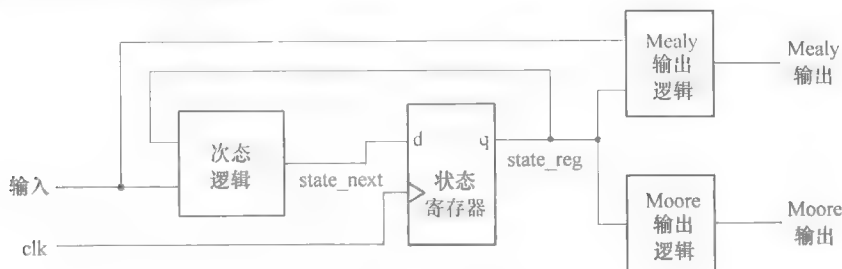 Mealy
输出
逻辑
Mealy
输出
次态
逻辑
d
q
状态
寄存器
state_next
state_reg
输入
clk
Moore
输出
逻辑
Moore
输出